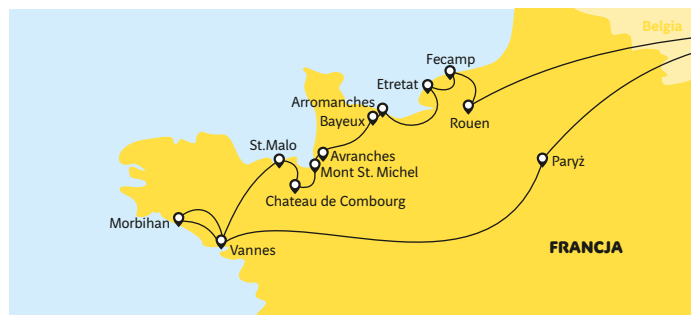 Belgia
Fecamp
Etretat
Arromanches
Bayeux
Rouen
St.Malo
Avranches
Mont St. Michel
Paryż
Chateau de Combourg
Morbihan
Vannes
FRANCJA